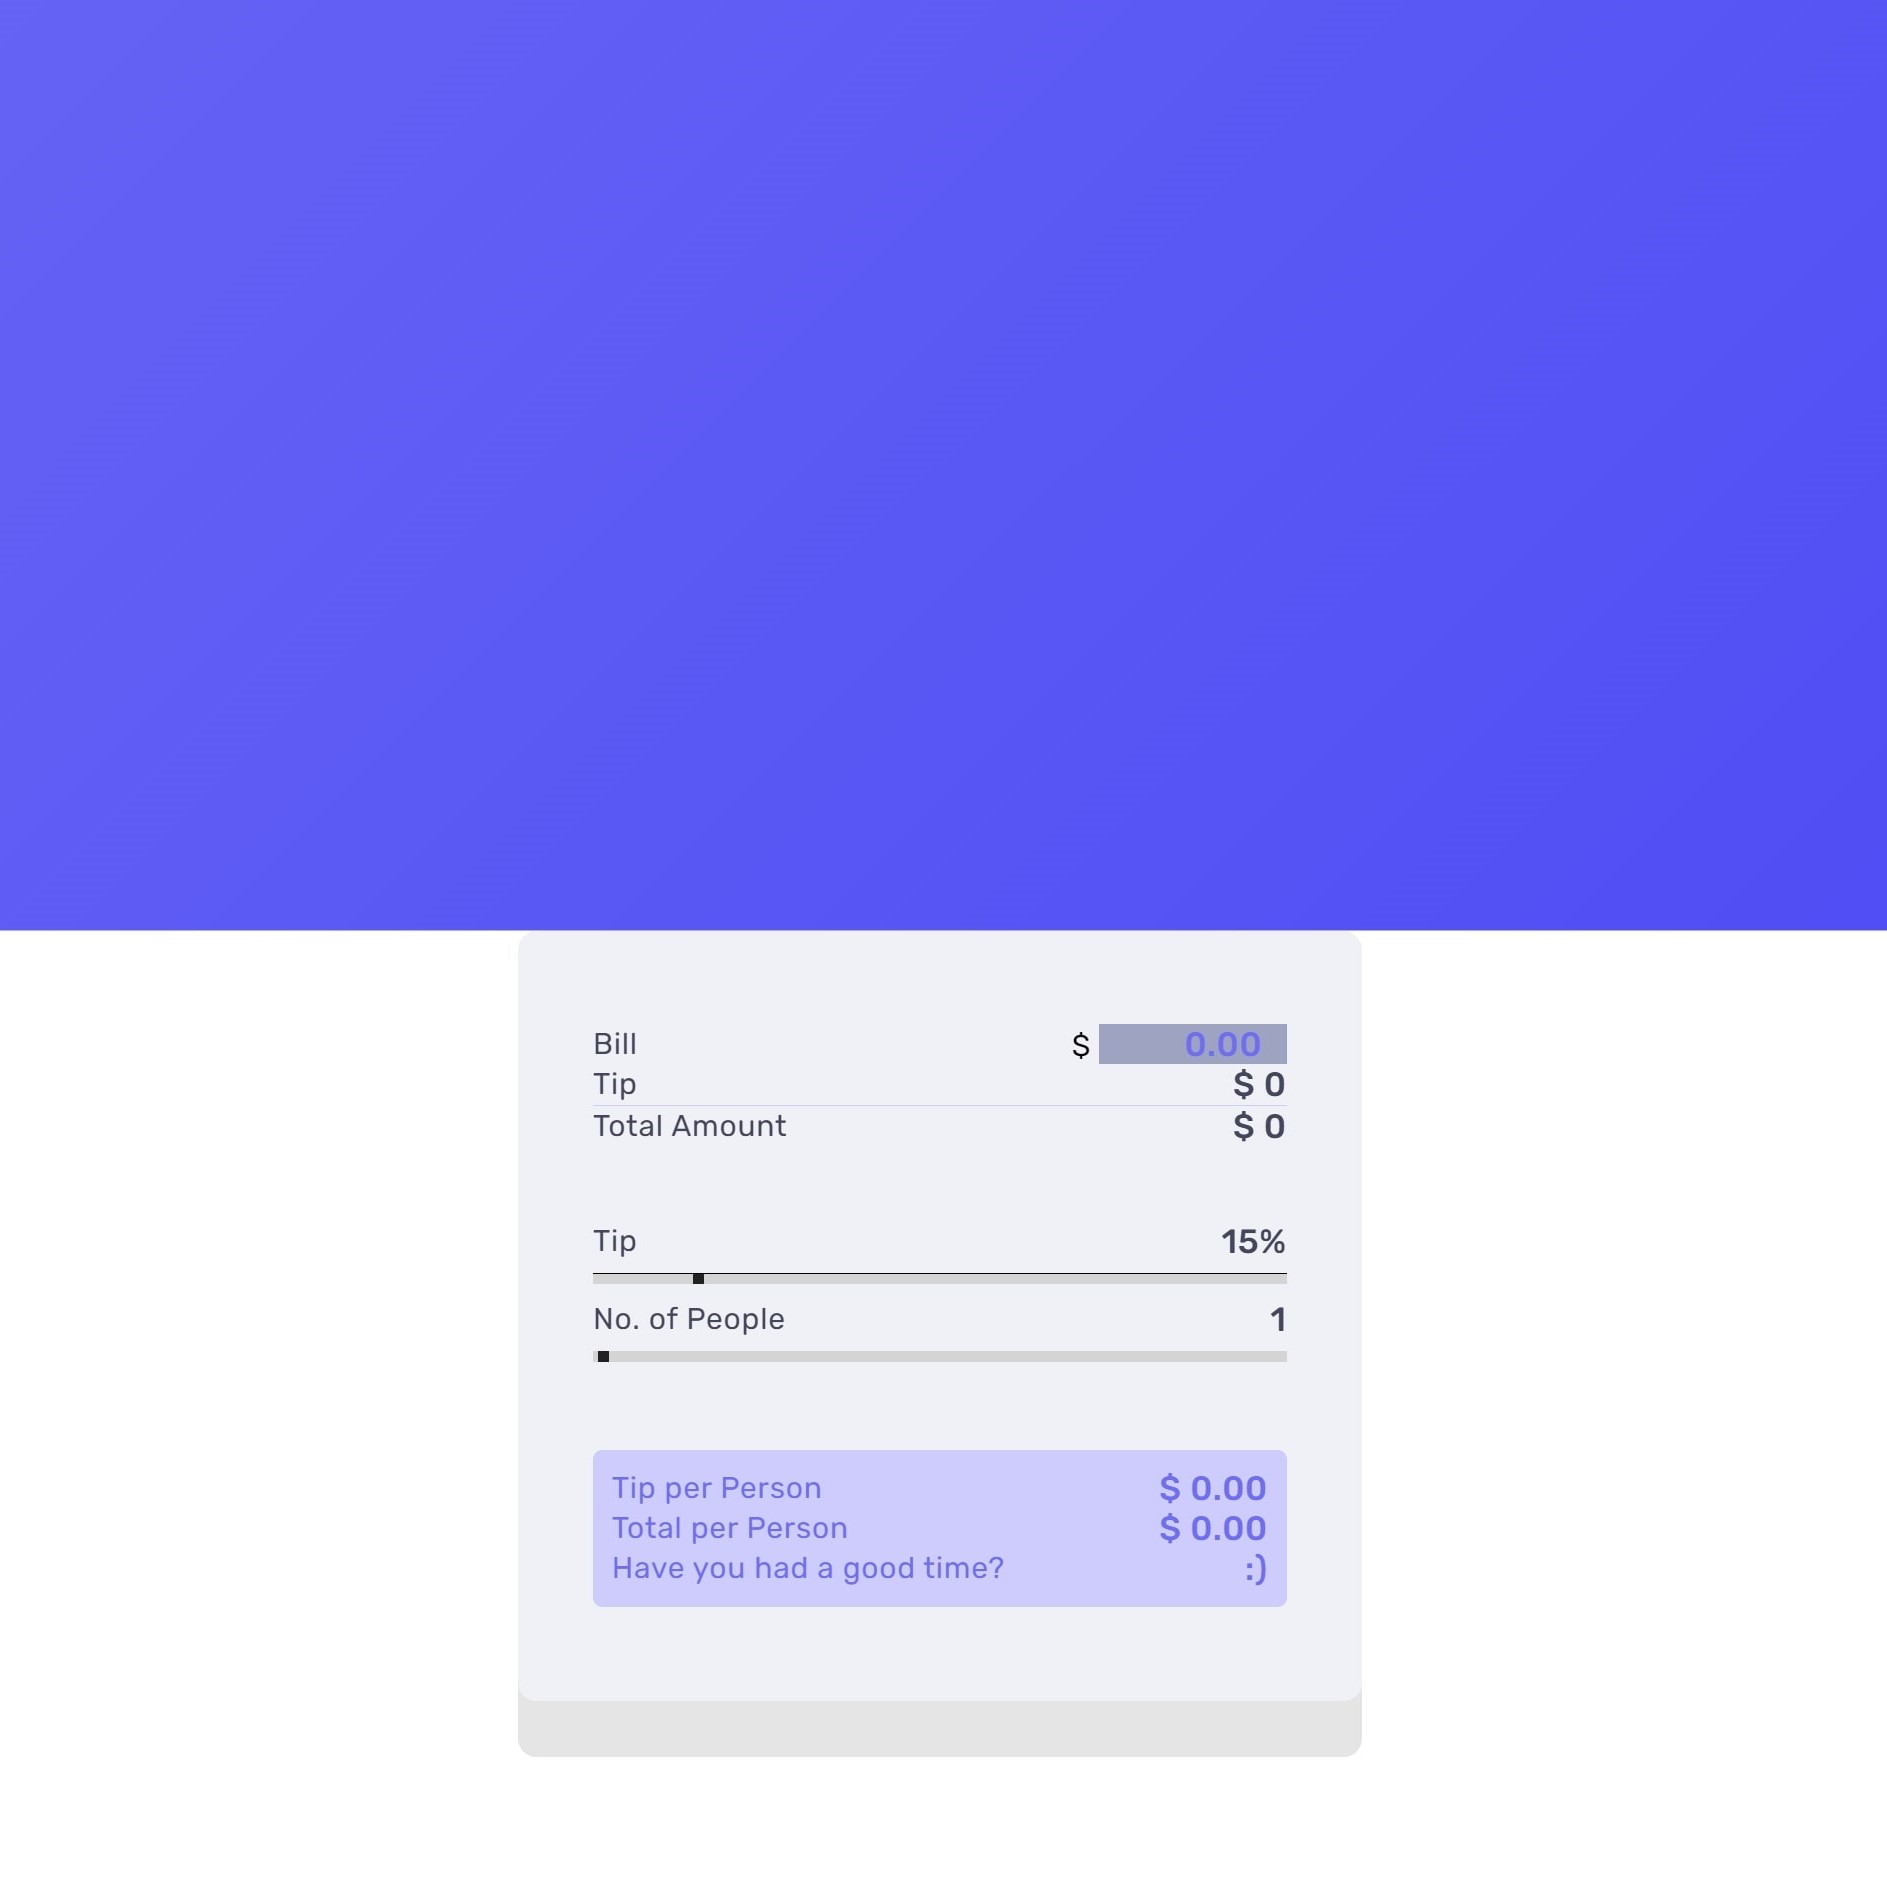 Bill $ 0.00
Tip $ 0
Total Amount $ 0
Tip 15%
No. of People 1
Tip per Person $ 0.00
Total per Person $ 0.00
Have you had a good time? :)